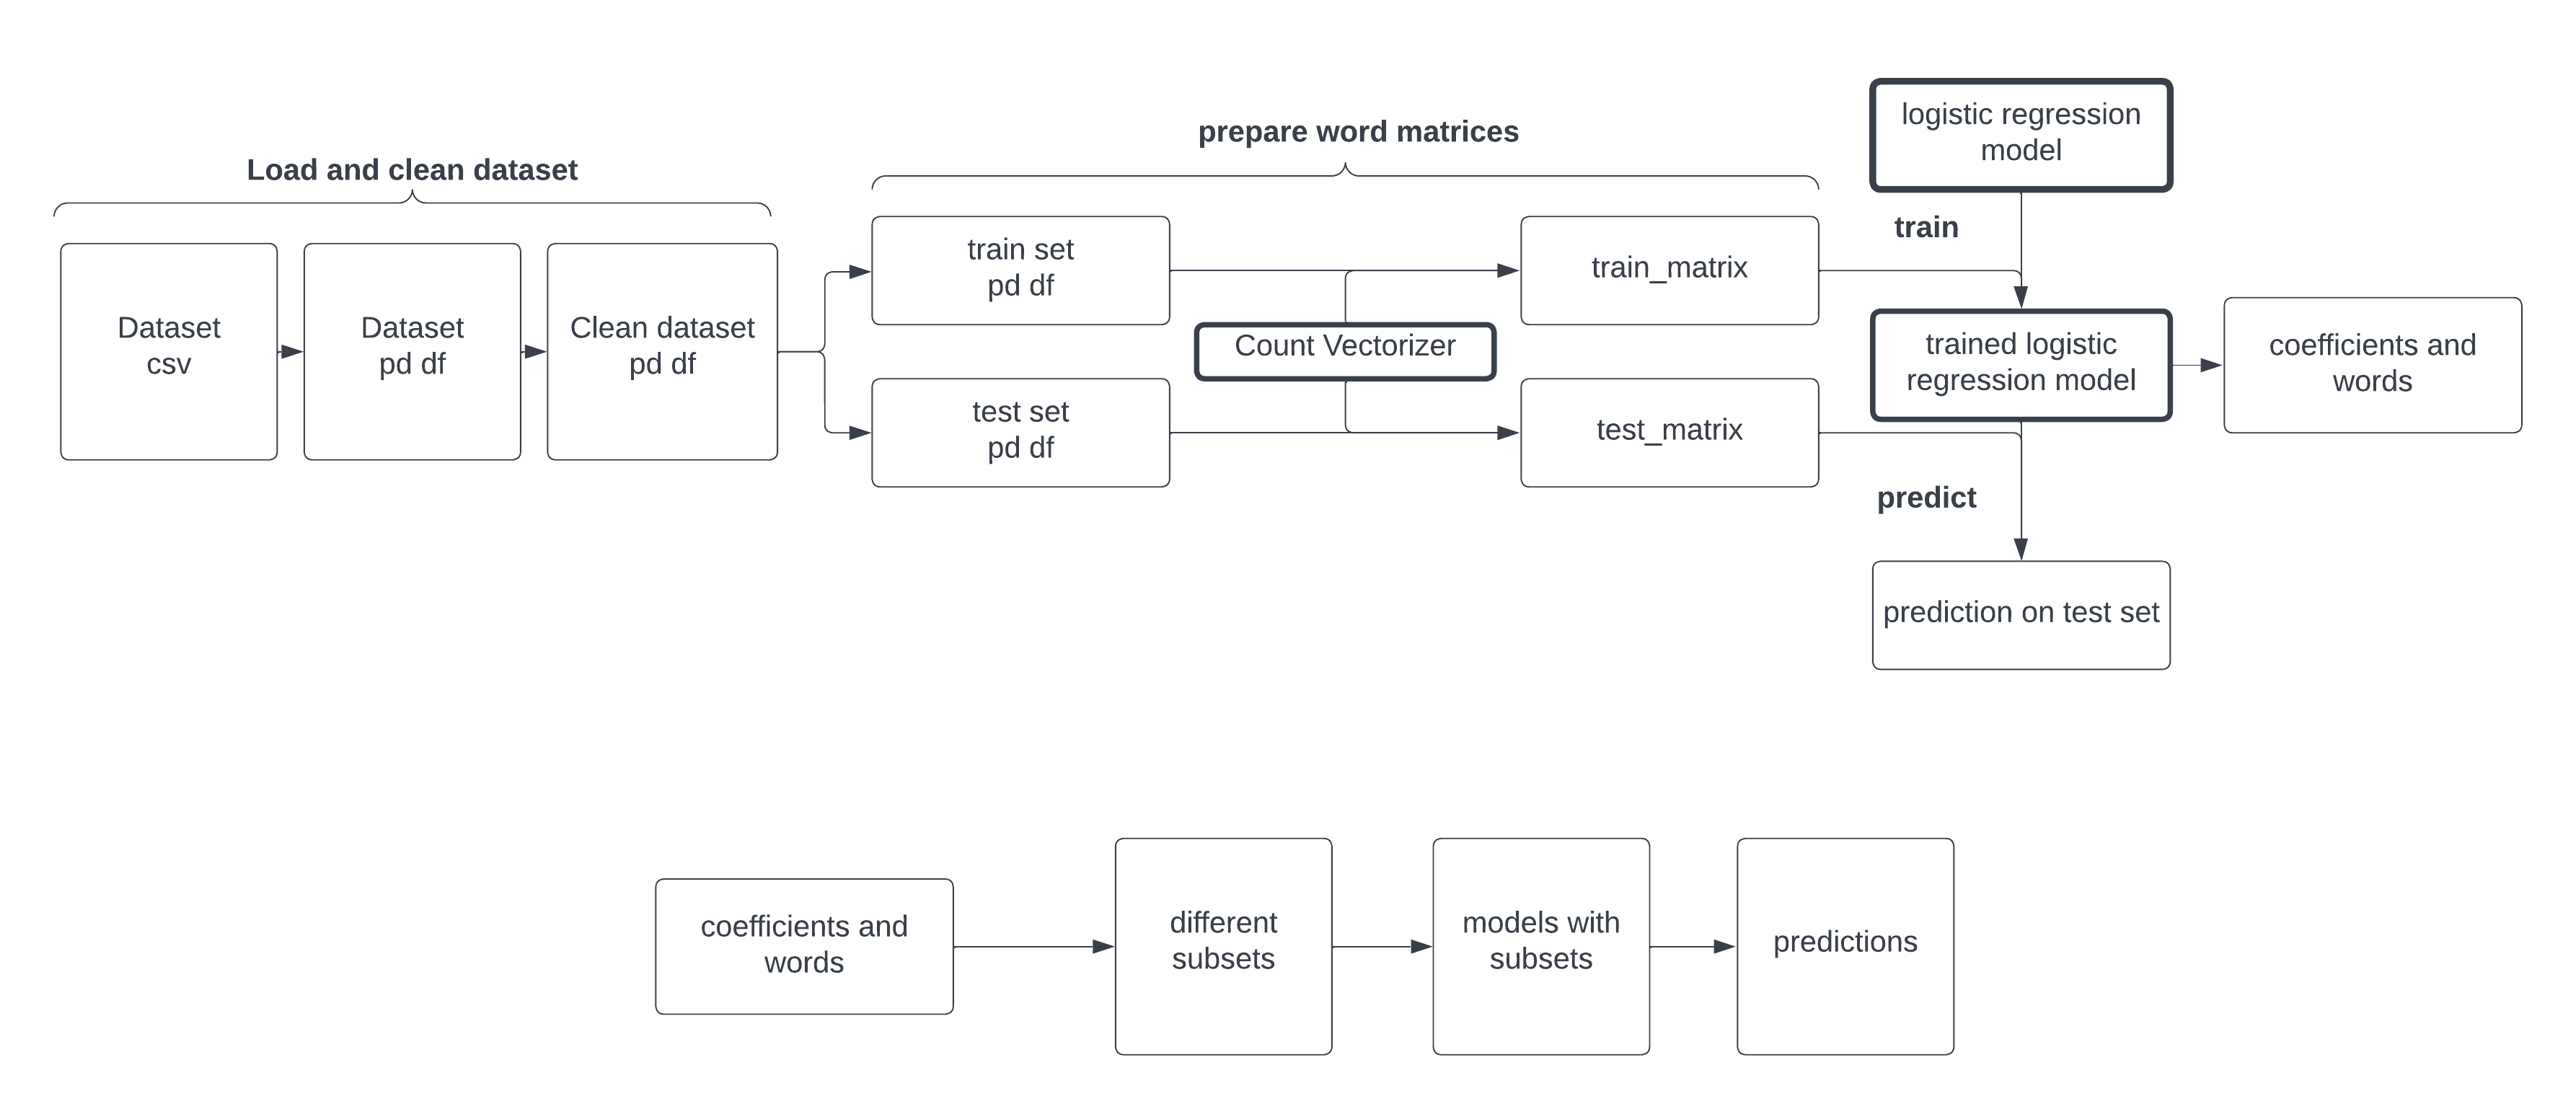 Load and clean dataset
Dataset
csv
Dataset
pd df
Clean dataset
pd df
prepare word matrices
train set
pd df
test set
pd df
Count Vectorizer
train_matrix
test_matrix
logistic regression
model
train
trained logistic
regression model
coefficients and
words
predict
prediction on test set
coefficients and
words
different
subsets
models with
subsets
predictions